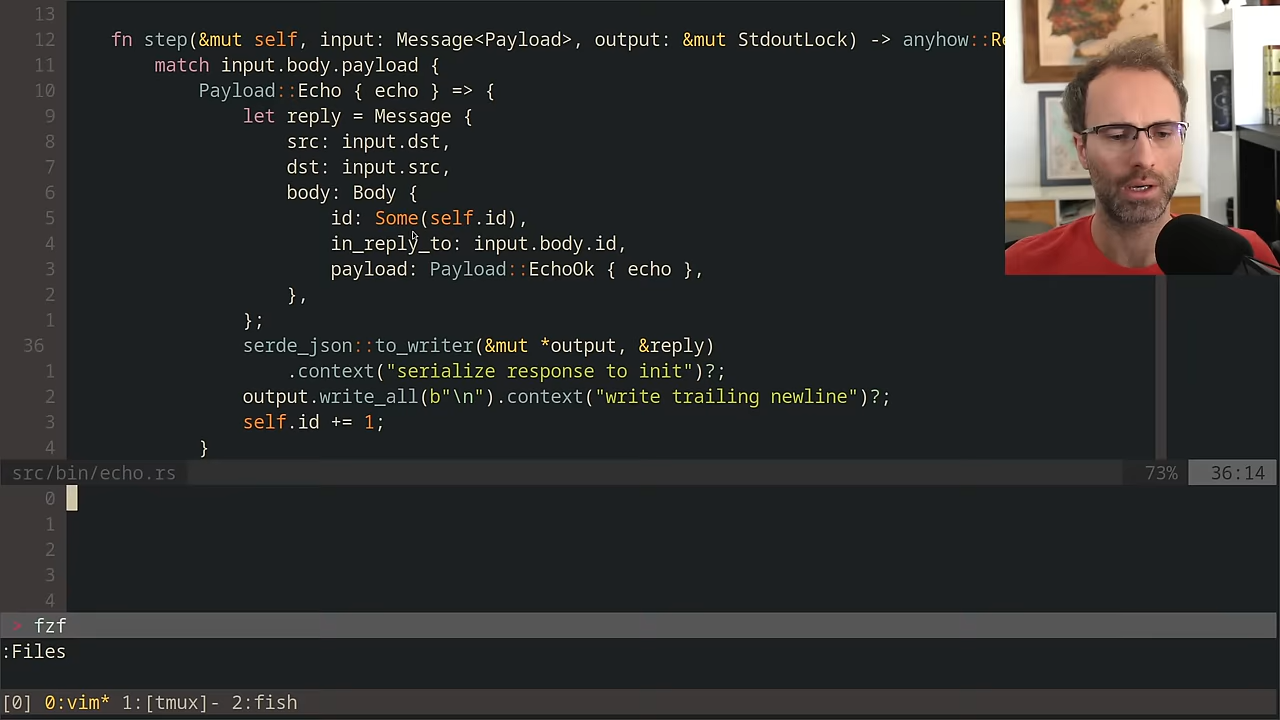 13
12 fn step(&mut self, input: Message<Payload>, output: &mut StdoutLock) -> anyhow::Re
11 match input.body.payload {
10 Payload::Echo { echo } => {
9 let reply = Message {
8 src: input.dst,
7 dst: input.src,
6 body: Body {
5 id: Some(self.id),
4 in_reply_to: input.body.id,
3 payload: Payload::EchoOk { echo },
2 },
1 };
36 serde_json::to_writer(&mut *output, &reply)
1 .context("serialize response to init")?;
2 output.write_all(b"\n").context("write trailing newline")?;
3 self.id += 1;
4 }
src/bin/echo.rs 73% 36:14
0
1
2
3
4
> fzf
:Files
[0] 0:vim* 1:[tmux]- 2:fish